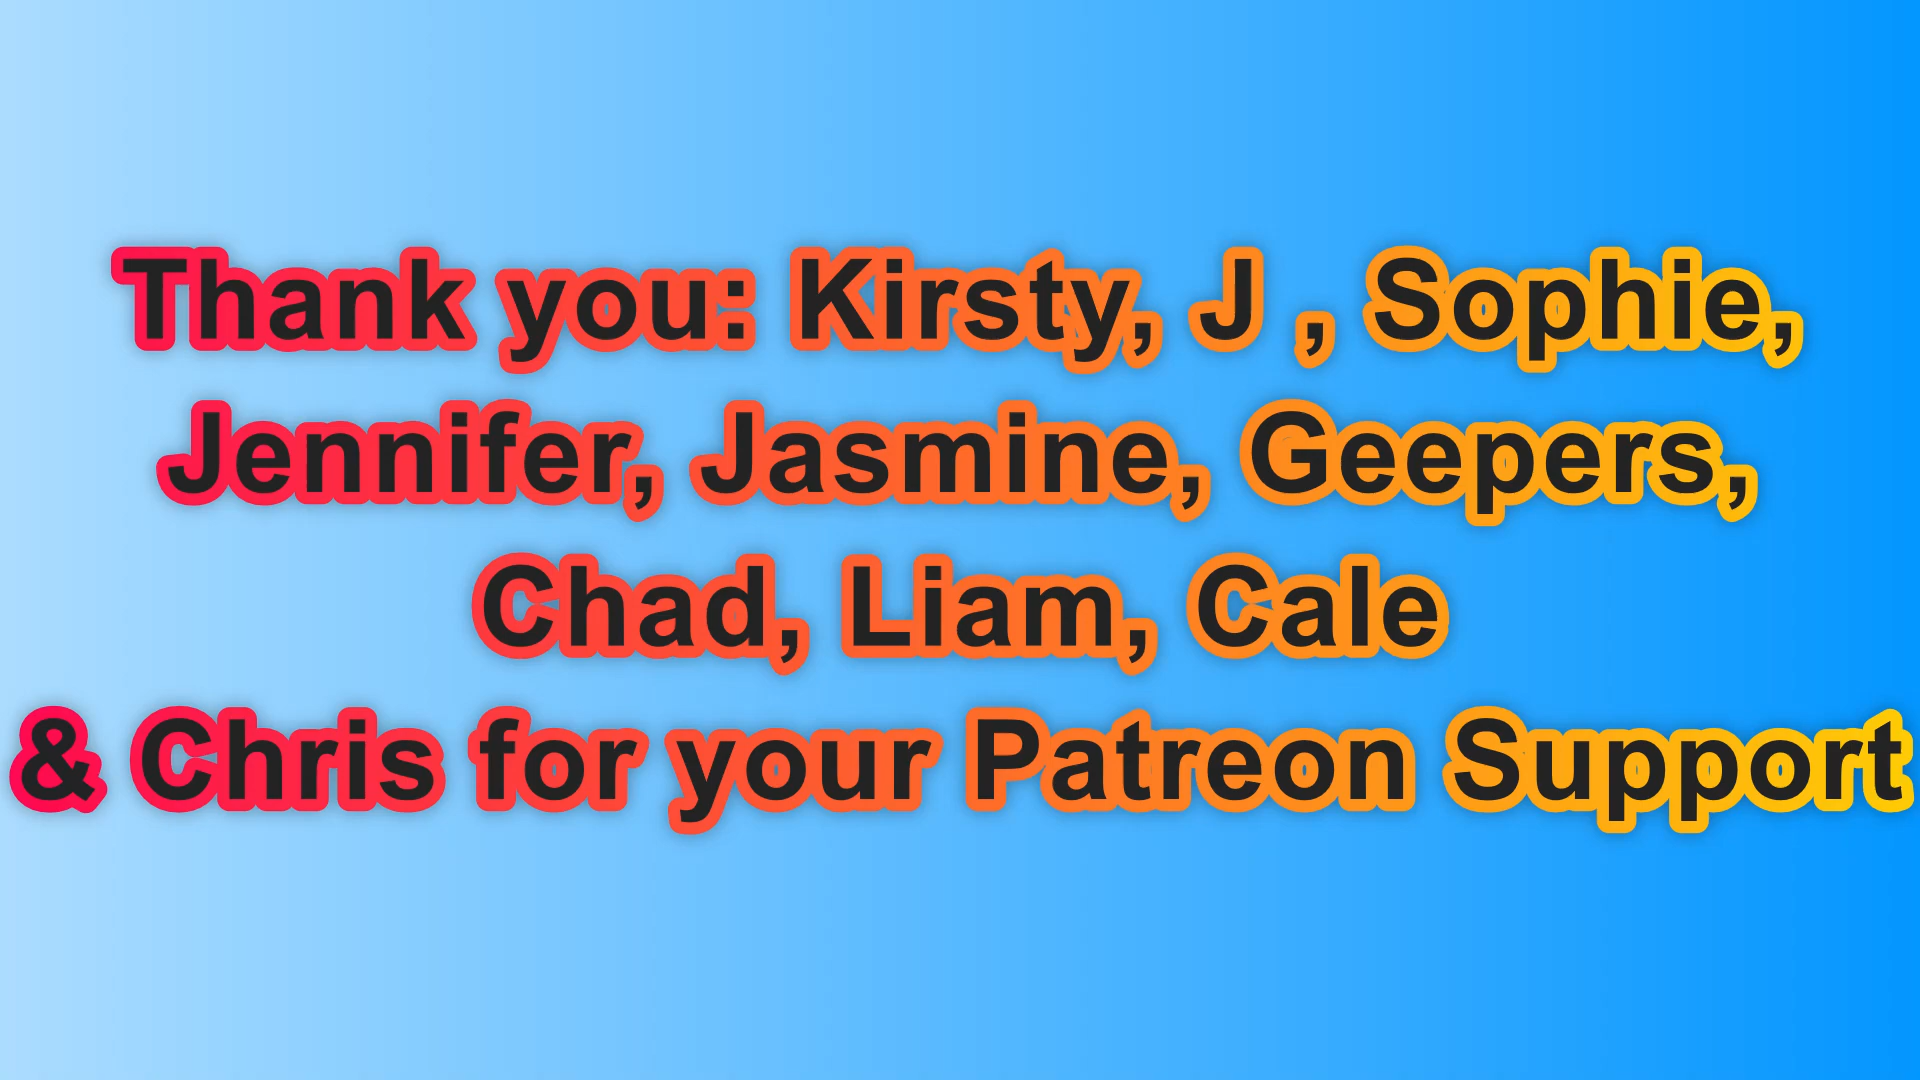 Thank you: Kirsty, J , Sophie,
Jennifer, Jasmine, Geepers,
Chad, Liam, Cale
& Chris for your Patreon Support